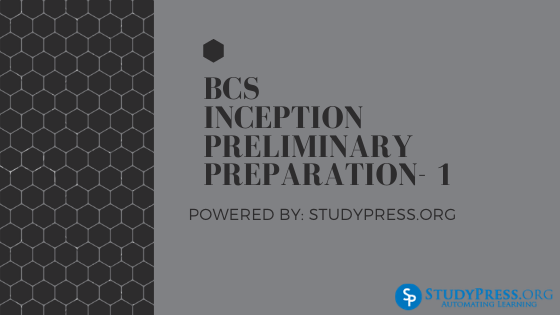 BCS
INCEPTION
PRELIMINARY
PREPARATION- 1
POWERED BY: STUDYPRESS.ORG
SP STUDYPRESS.ORG
AUTOMATING LEARNING